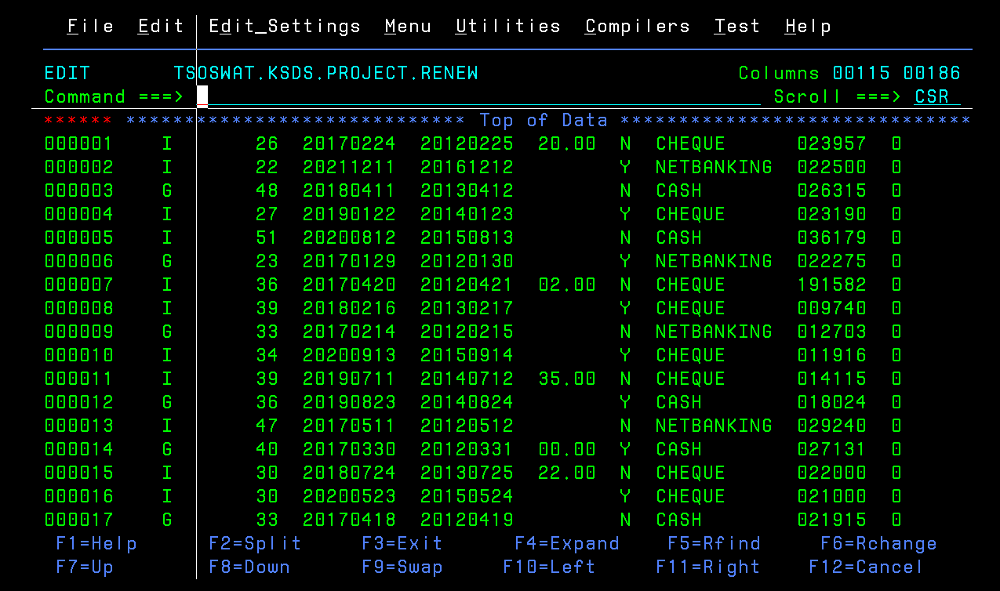 File Edit Edit_Settings Menu Utilities Compilers Test Help
EDIT TSOSWAT.KSDS.PROJECT.RENEW Columns 00115 00186
Command ===> Scroll ===> CSR
****** ***************************** Top of Data ******************************
000001 I 26 20170224 20120225 20.00 N CHEQUE 023957 0
000002 I 22 20211211 20161212 Y NETBANKING 022500 0
000003 G 48 20180411 20130412 N CASH 026315 0
000004 I 27 20190122 20140123 Y CHEQUE 023190 0
000005 I 51 20200812 20150813 N CASH 036179 0
000006 G 23 20170129 20120130 Y NETBANKING 022275 0
000007 I 36 20170420 20120421 02.00 N CHEQUE 191582 0
000008 I 39 20180216 20130217 Y CHEQUE 009740 0
000009 G 33 20170214 20120215 N NETBANKING 012703 0
000010 I 34 20200913 20150914 Y CHEQUE 011916 0
000011 I 39 20190711 20140712 35.00 N CHEQUE 014115 0
000012 G 36 20190823 20140824 Y CASH 018024 0
000013 I 47 20170511 20120512 N NETBANKING 029240 0
000014 G 40 20170330 20120331 00.00 Y CASH 027131 0
000015 I 30 20180724 20130725 22.00 N CHEQUE 022000 0
000016 I 30 20200523 20150524 Y CHEQUE 021000 0
000017 G 33 20170418 20120419 N CASH 021915 0
F1=Help F2=Split F3=Exit F4=Expand F5=Rfind F6=Rchange
F7=Up F8=Down F9=Swap F10=Left F11=Right F12=Cancel